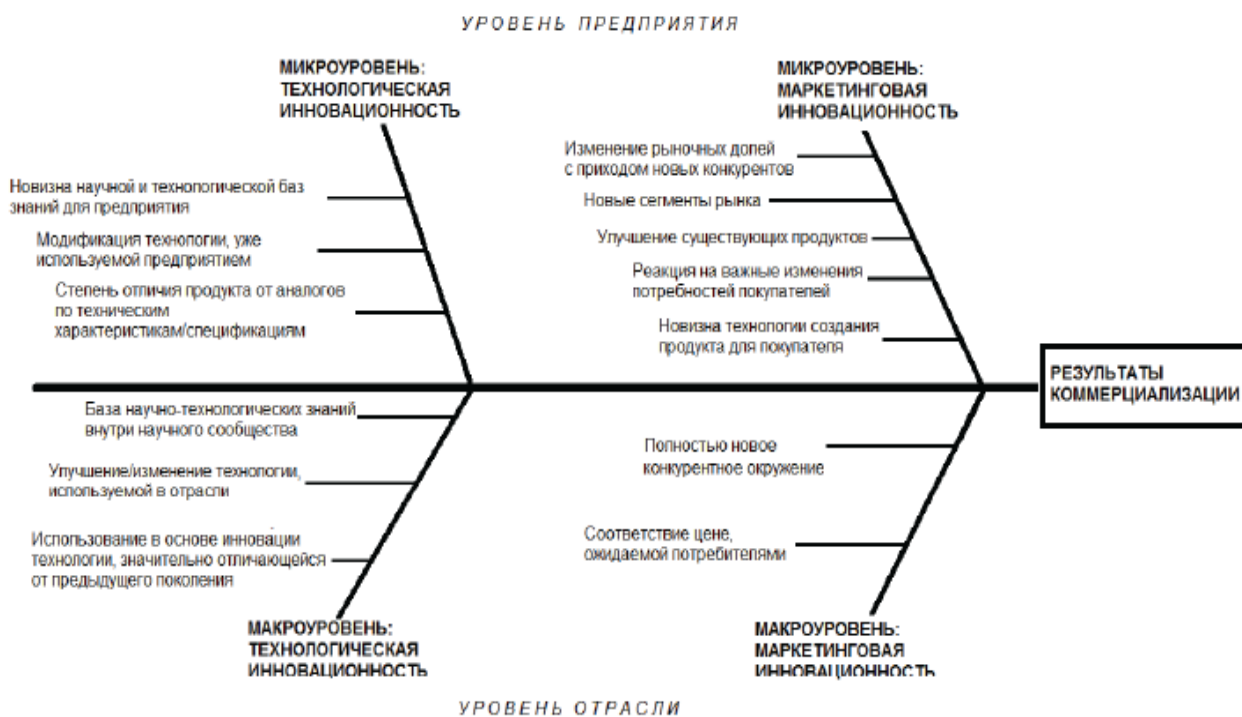 УРОВЕНЬ ПРЕДПРИЯТИЯ
МИКРОУРОВЕНЬ:
ТЕХНОЛОГИЧЕСКАЯ
ИННОВАЦИОННОСТЬ
МИКРОУРОВЕНЬ:
МАРКЕТИНГОВАЯ
ИННОВАЦИОННОСТЬ
Новизна научной и технологической баз
знаний для предприятия
Модификация технологии, уже
используемой предприятием
Степень отличия продукта от аналогов
по техническим
характеристикам/спецификациям
Изменение рыночных долей
с приходом новых конкурентов
Новые сегменты рынка
Улучшение существующих продуктов
Реакция на важные изменения
потребностей покупателей
Новизна технологии создания
продукта для покупателя
РЕЗУЛЬТАТЫ
КОММЕРЦИАЛИЗАЦИИ
База научно-технологических знаний
внутри научного сообщества
Улучшение/изменение технологии,
используемой в отрасли
Использование в основе инновации
технологии, значительно отличающейся
от предыдущего поколения
Полностью новое
конкурентное окружение
Соответствие цене,
ожидаемой потребителями
МАКРОУРОВЕНЬ:
ТЕХНОЛОГИЧЕСКАЯ
ИННОВАЦИОННОСТЬ
МАКРОУРОВЕНЬ:
МАРКЕТИНГОВАЯ
ИННОВАЦИОННОСТЬ
УРОВЕНЬ ОТРАСЛИ